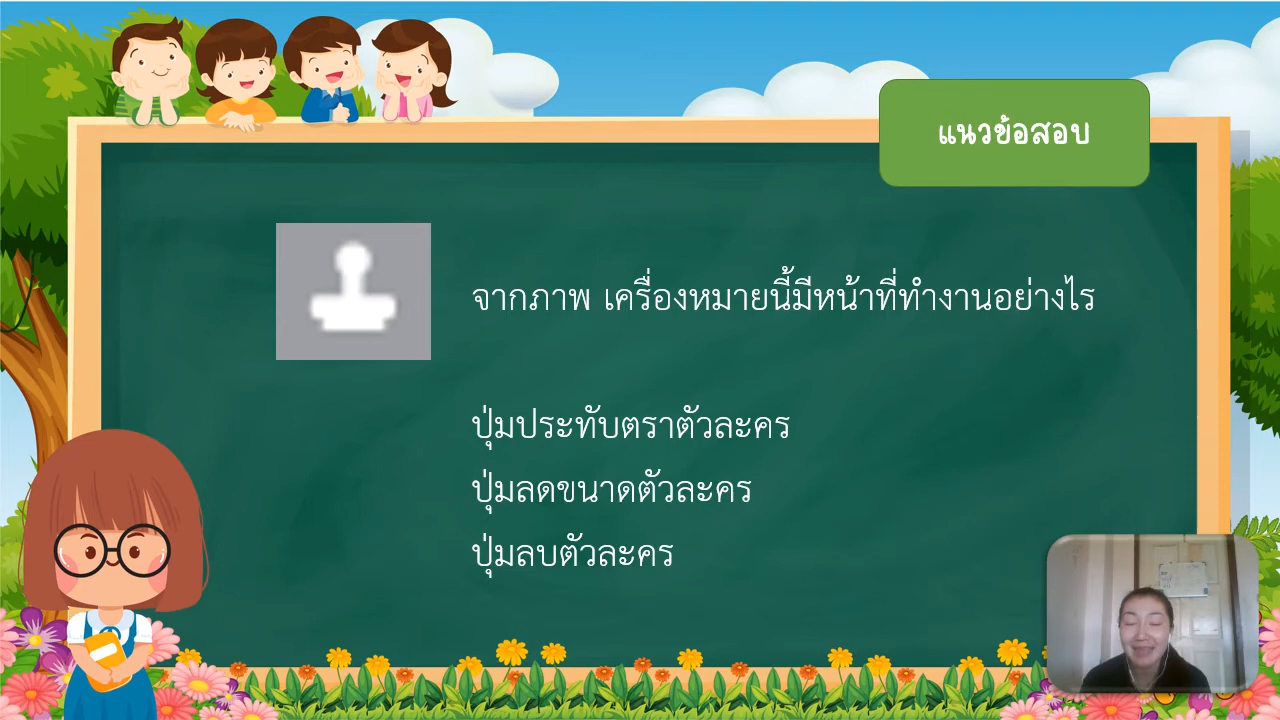 แนวข้อสอบ
จากภาพ เครื่องหมายนี้มีหน้าที่ทำงานอย่างไร
ปุ่มประทับตราตัวละคร
ปุ่มลดขนาดตัวละคร
ปุ่มลบตัวละคร